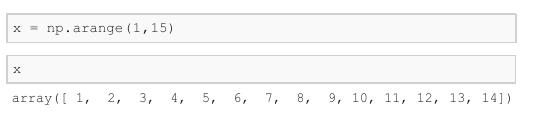 x = np.arange(1,15)
x
array([ 1,  2,  3,  4,  5,  6,  7,  8,  9, 10, 11, 12, 13, 14])